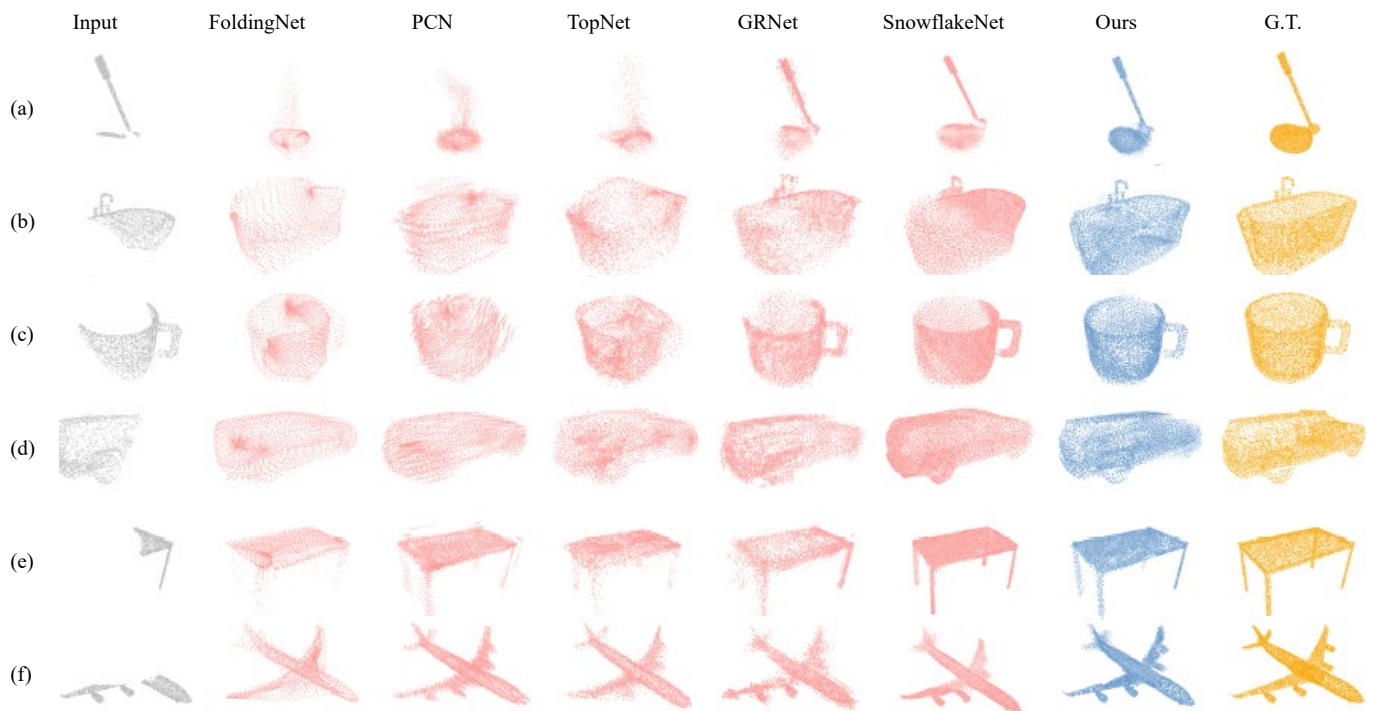 Input FoldingNet PCN TopNet GRNet SnowflakeNet Ours G.T.
(a)
(b)
(c)
(d)
(e)
(f)